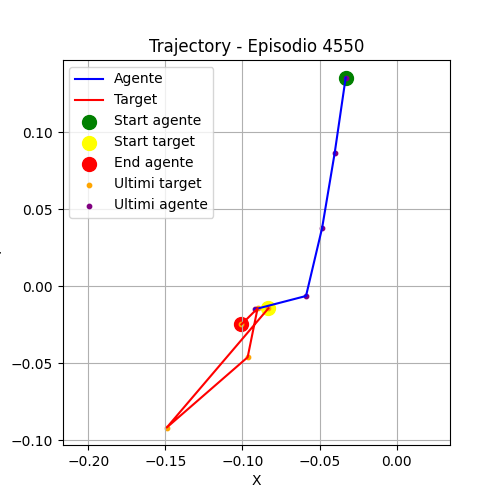 Trajectory - Episodio 4550
Agente
Target
Start agente
Start target
End agente
Ultimi target
Ultimi agente
0.10
0.05
0.00
−0.05
−0.10
−0.20
−0.15
−0.10
−0.05
0.00
X